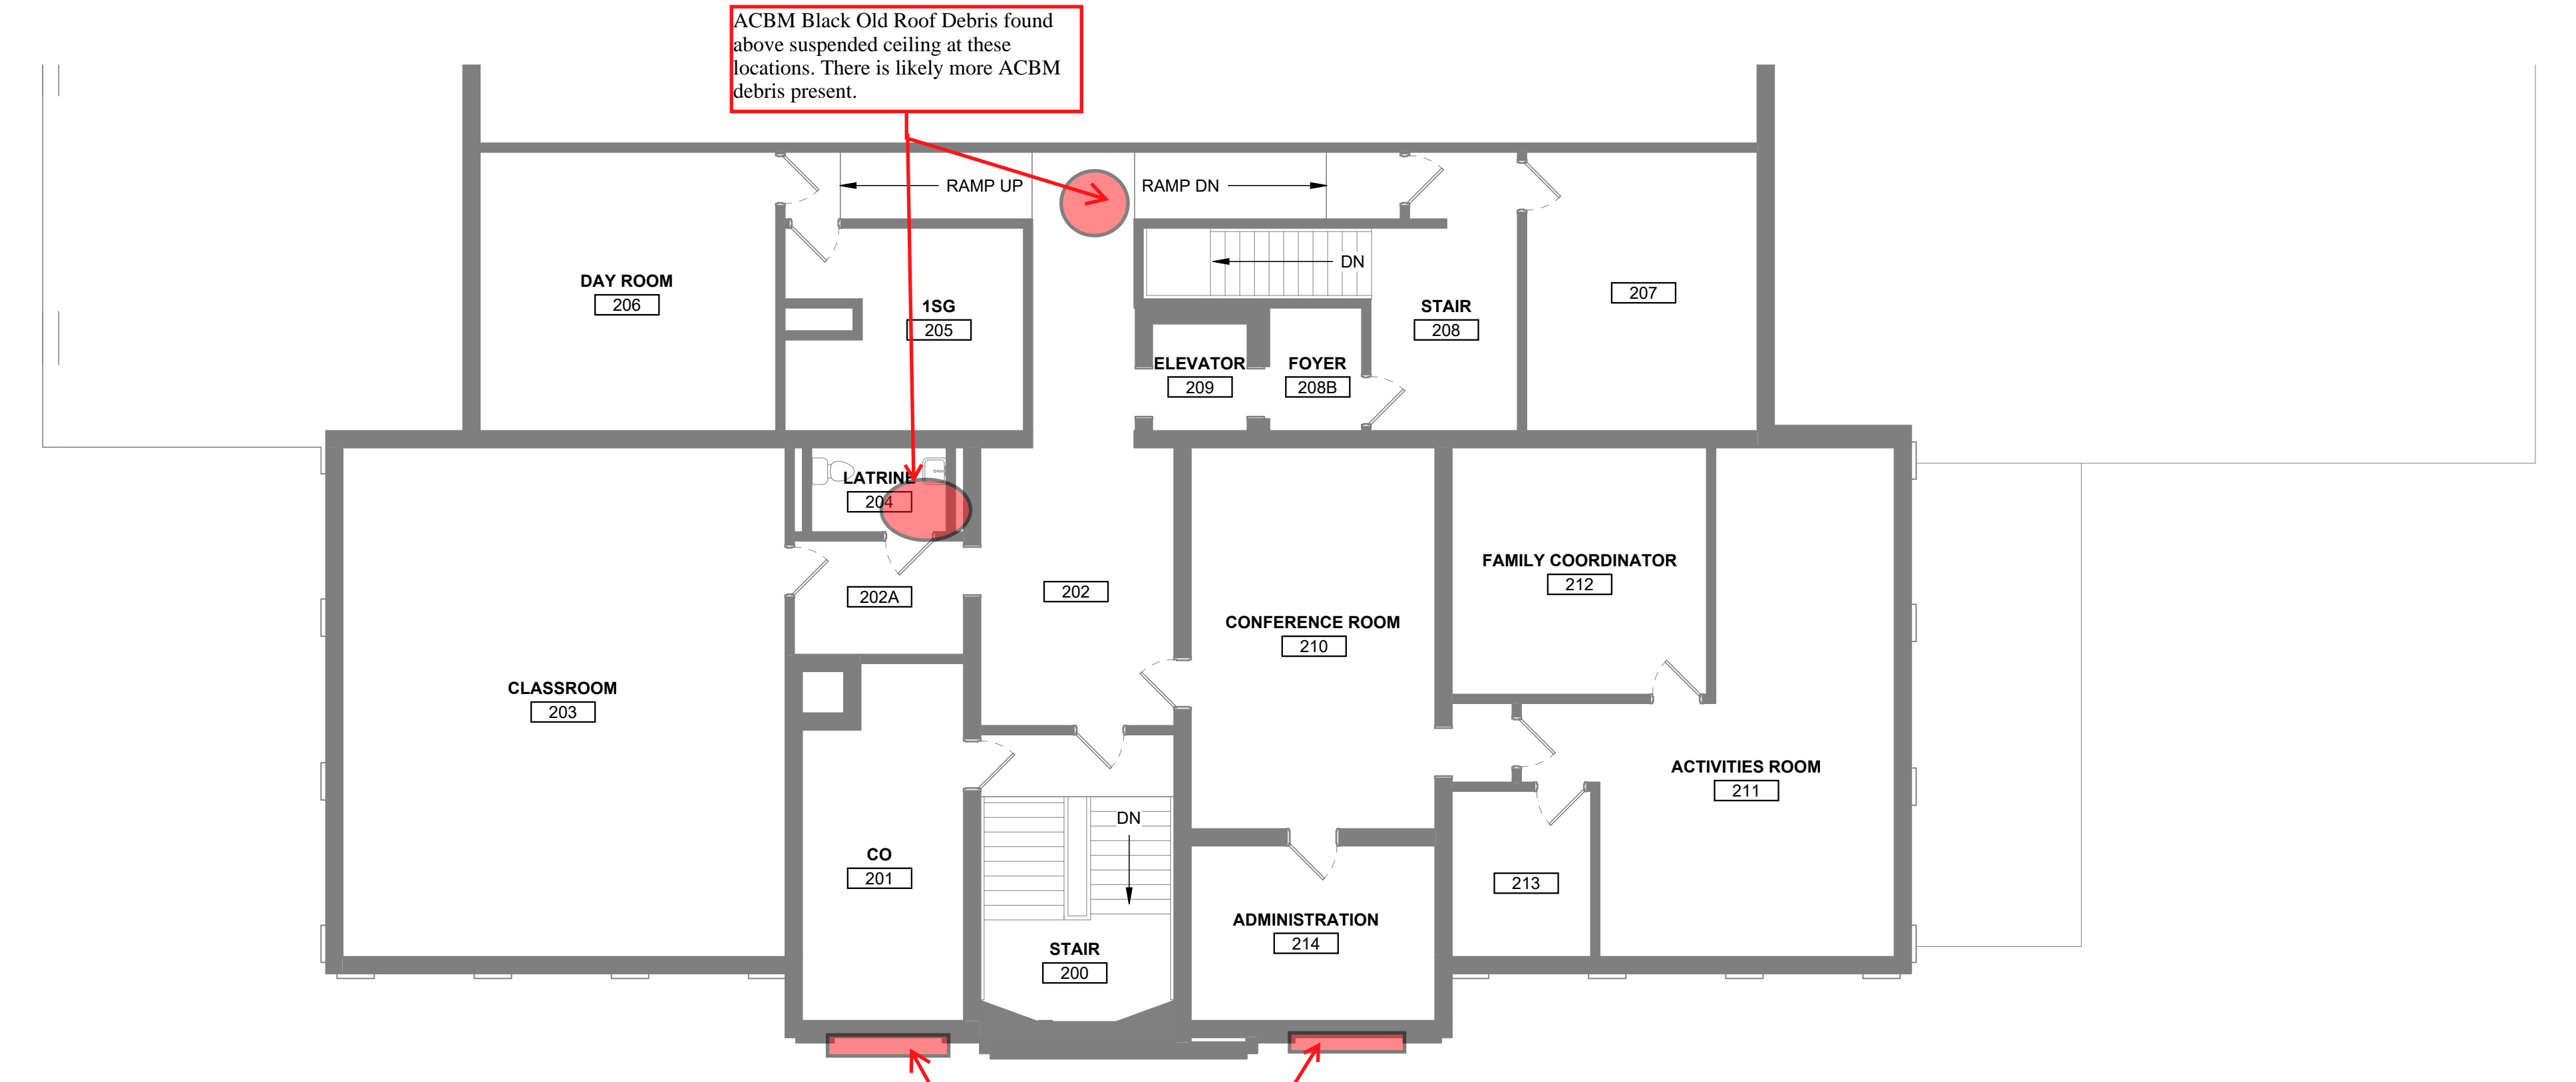 ACBM Black Old Roof Debris found
above suspended ceiling at these
locations. There is likely more ACBM
debris present.
RAMP UP
RAMP DN
DAY ROOM
206
1SG
205
DN
STAIR
208
207
ELEVATOR
209
FOYER
208B
LATRINE
204
202A
202
CONFERENCE ROOM
210
FAMILY COORDINATOR
212
CLASSROOM
203
ACTIVITIES ROOM
211
CO
201
DN
STAIR
200
ADMINISTRATION
214
213